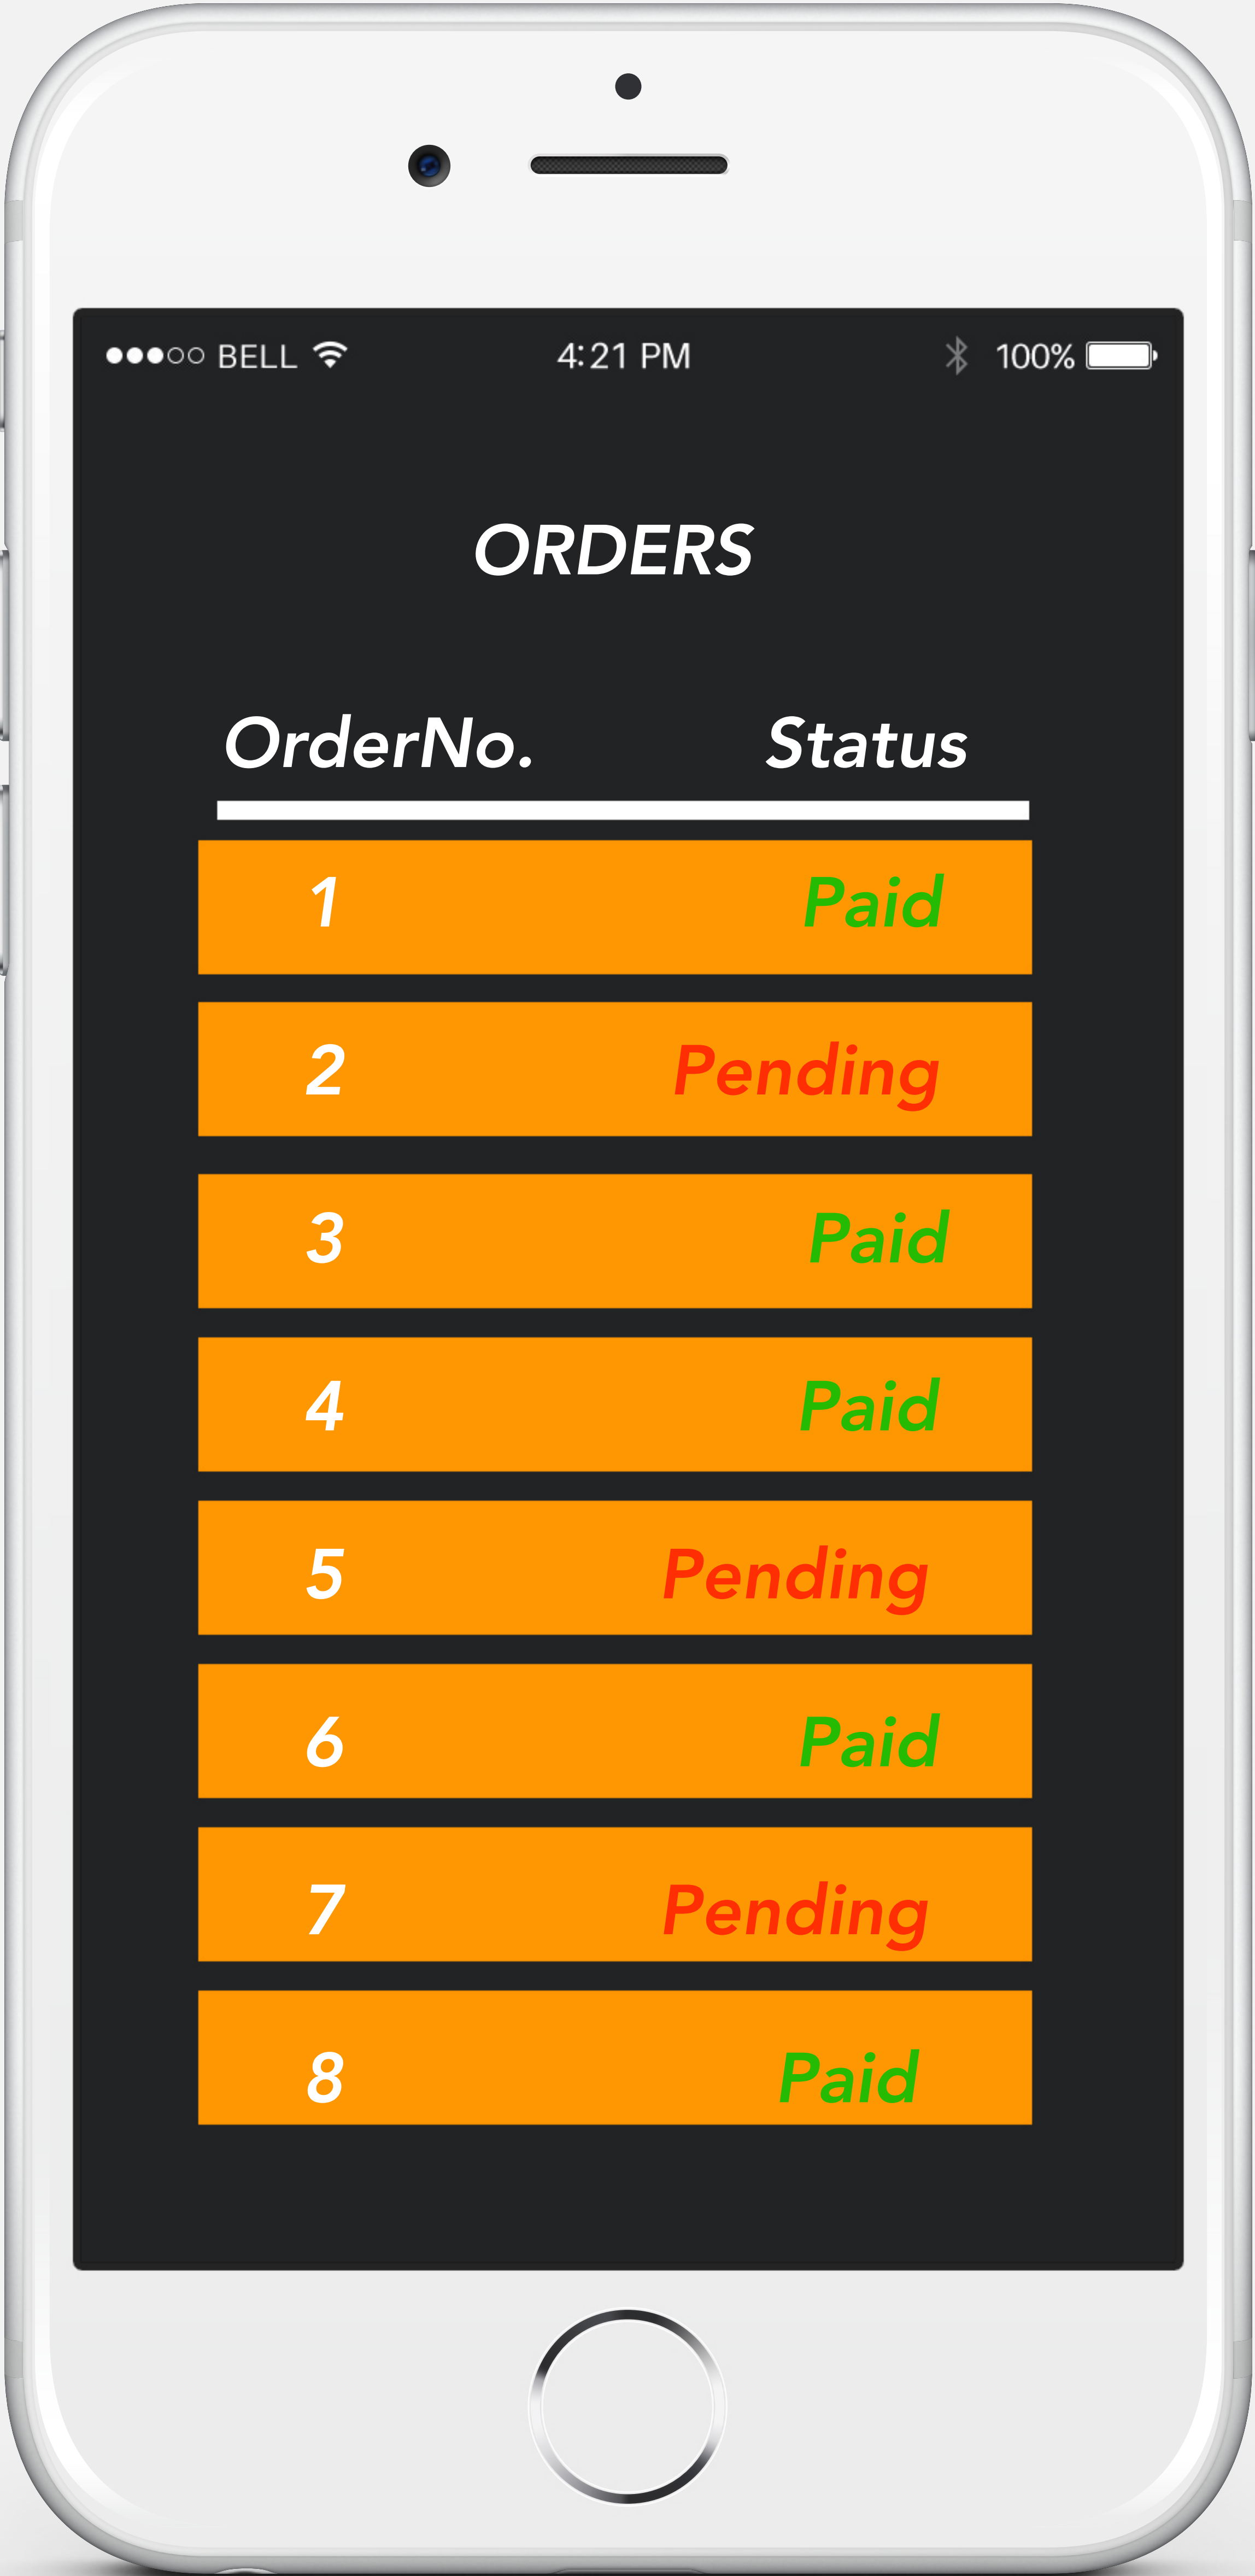 BELL 4:21 PM 100%
ORDERS
OrderNo. Status
1 Paid
2 Pending
3 Paid
4 Paid
5 Pending
6 Paid
7 Pending
8 Paid